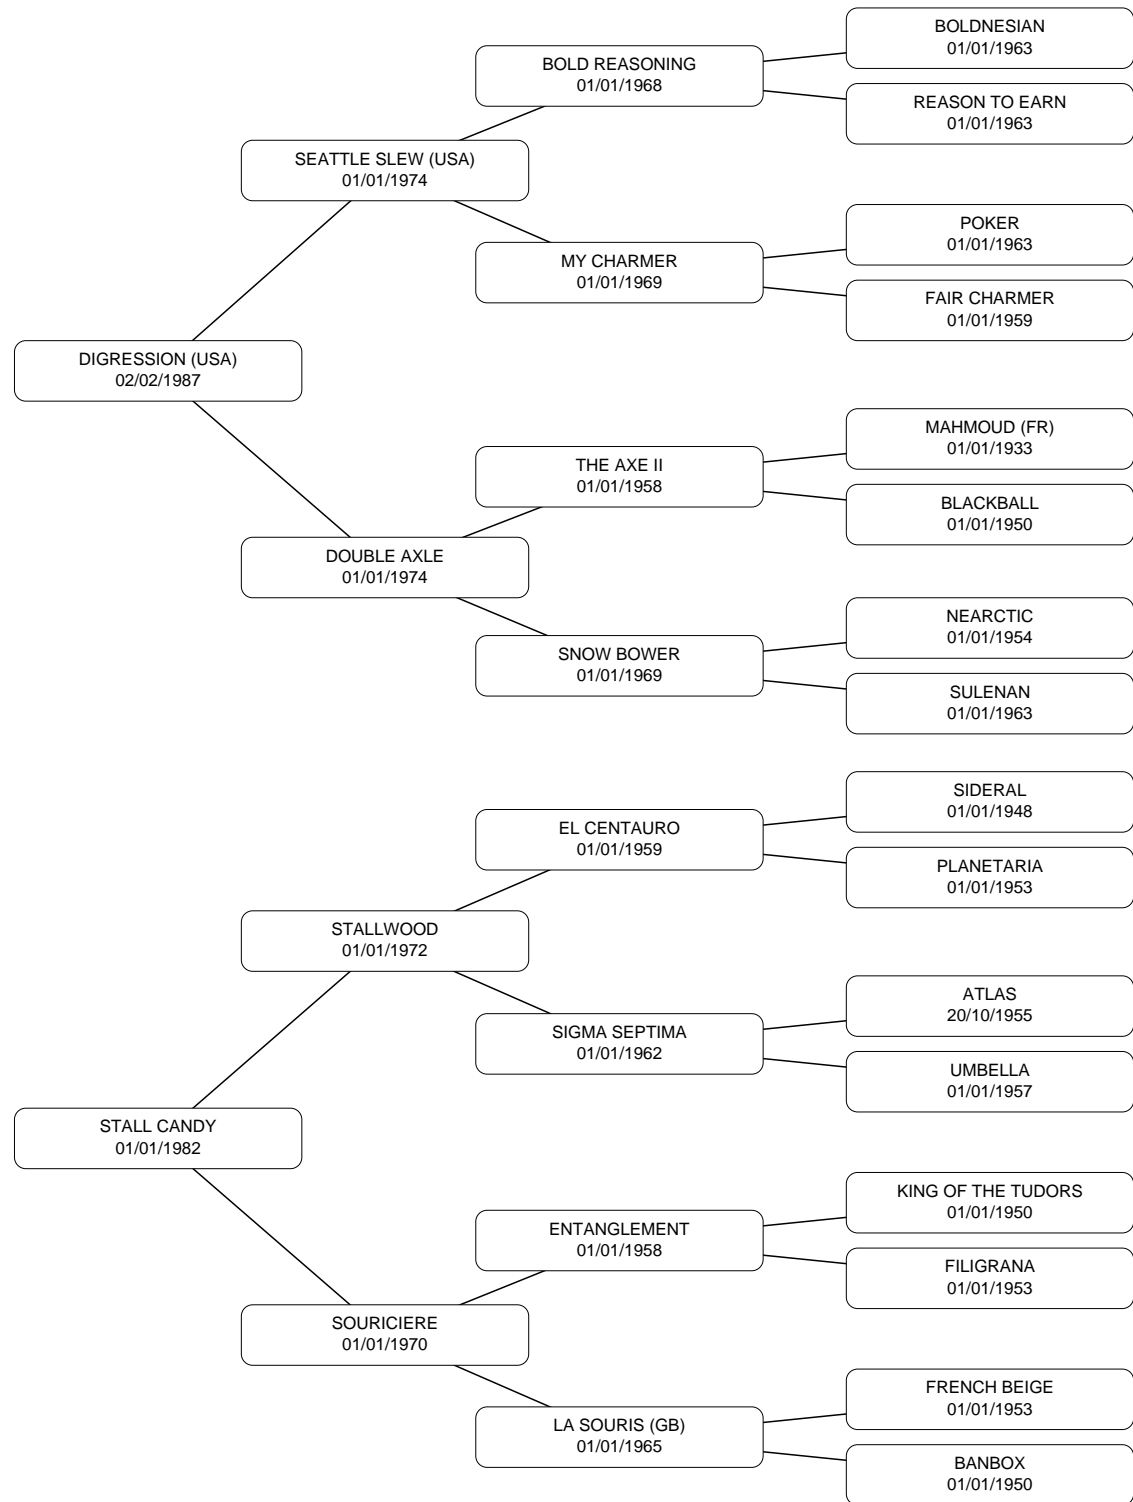 BOLDNESIAN
01/01/1963
BOLD REASONING
01/01/1968
REASON TO EARN
01/01/1963
SEATTLE SLEW (USA)
01/01/1974
POKER
01/01/1963
MY CHARMER
01/01/1969
FAIR CHARMER
01/01/1959
DIGRESSION (USA)
02/02/1987
MAHMOUD (FR)
01/01/1933
THE AXE II
01/01/1958
BLACKBALL
01/01/1950
DOUBLE AXLE
01/01/1974
NEARCTIC
01/01/1954
SNOW BOWER
01/01/1969
SULENAN
01/01/1963
SIDERAL
01/01/1948
EL CENTAURO
01/01/1959
PLANETARIA
01/01/1953
STALLWOOD
01/01/1972
ATLAS
20/10/1955
SIGMA SEPTIMA
01/01/1962
UMBELLA
01/01/1957
STALL CANDY
01/01/1982
KING OF THE TUDORS
01/01/1950
ENTANGLEMENT
01/01/1958
FILIGRANA
01/01/1953
SOURICIERE
01/01/1970
FRENCH BEIGE
01/01/1953
LA SOURIS (GB)
01/01/1965
BANBOX
01/01/1950